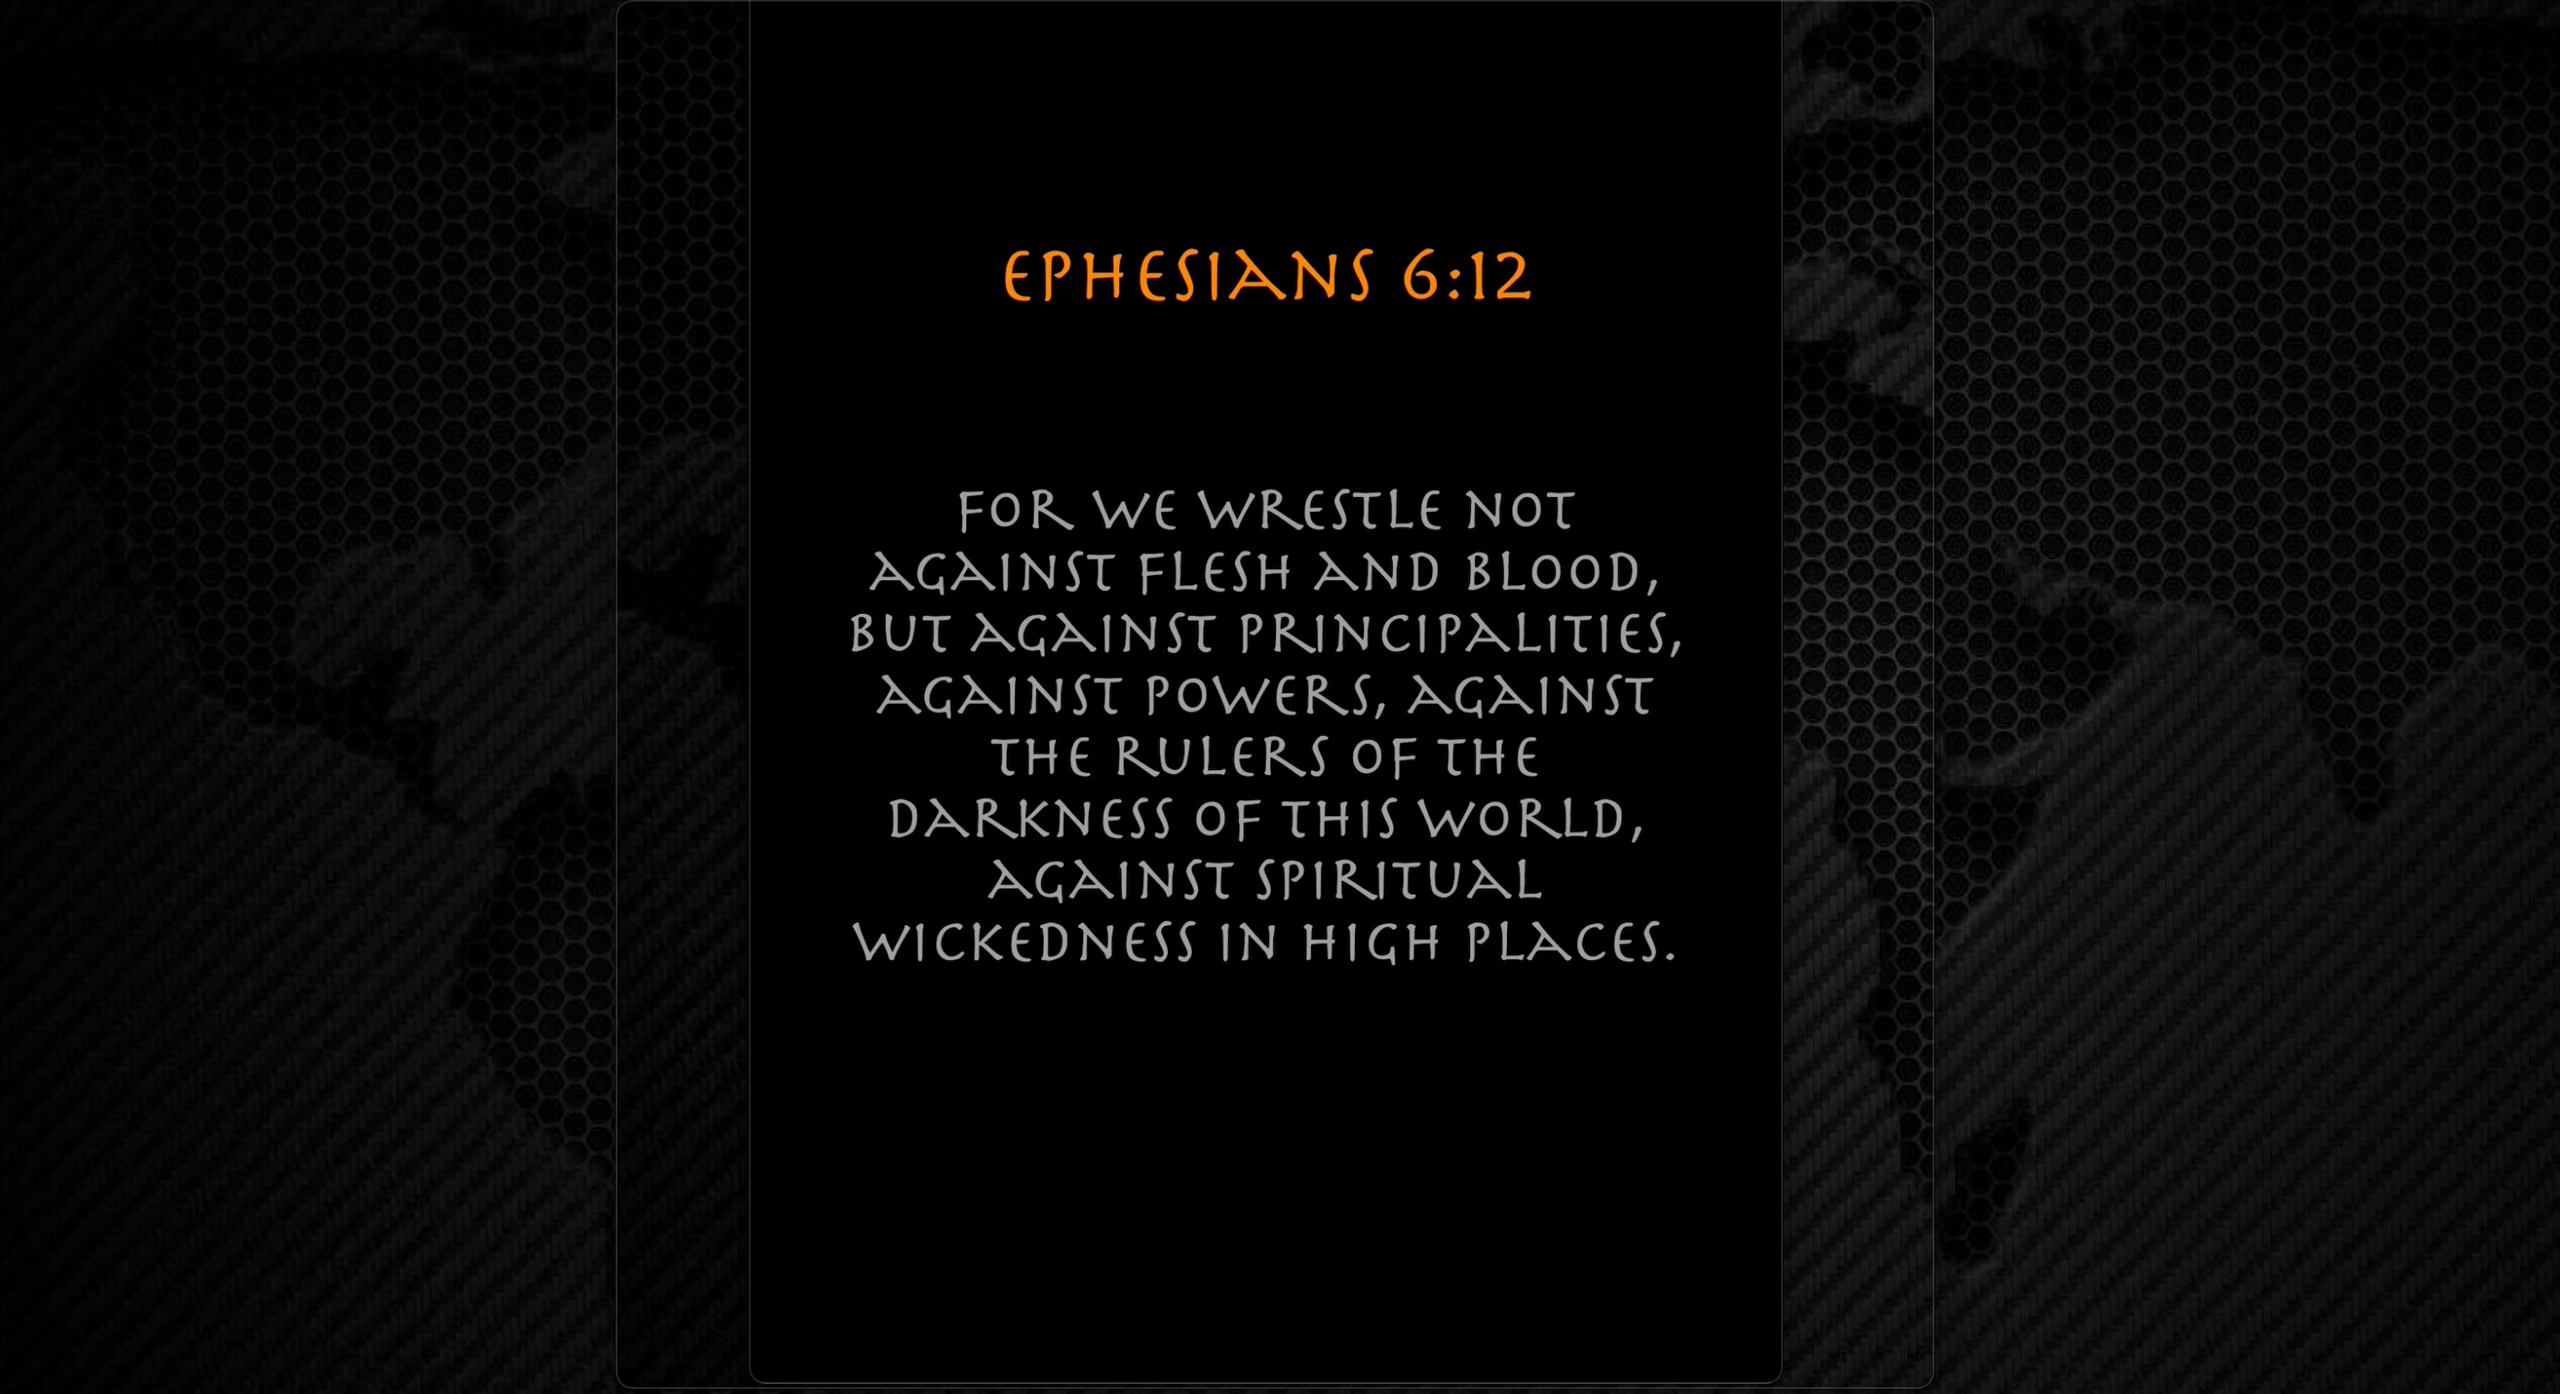 EPHESIANS 6:12
FOR WE WRESTLE NOT
AGAINST FLESH AND BLOOD,
BUT AGAINST PRINCIPALITIES,
AGAINST POWERS, AGAINST
THE RULERS OF THE
DARKNESS OF THIS WORLD,
AGAINST SPIRITUAL
WICKEDNESS IN HIGH PLACES.